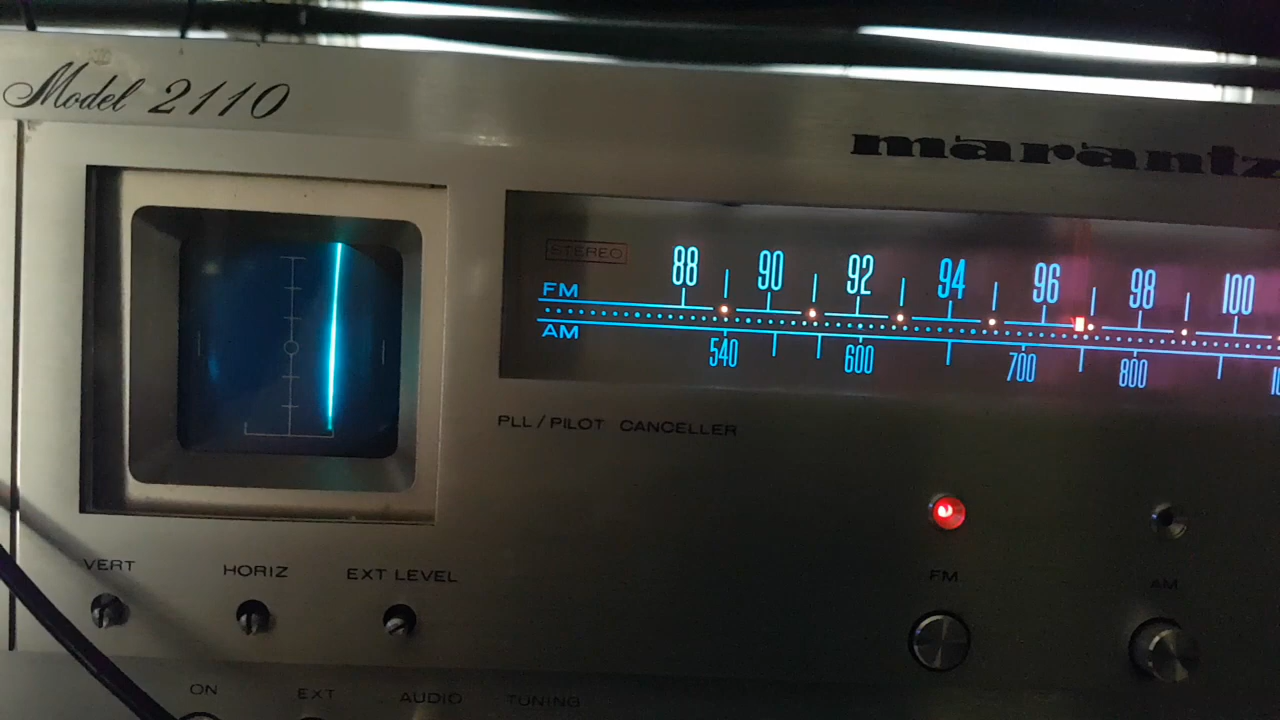 Model 2110
marantz
STEREO
88 90 92 94 96 98 100
FM
AM
540 600 700 800
PLL/PILOT CANCELLER
FM
AM
VERT HORIZ EXT LEVEL
ON EXT AUDIO TUNING